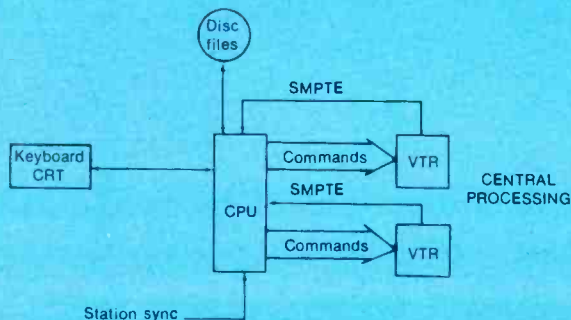 Disc
files
SMPTE
Keyboard
CRT
Commands
VTR
CENTRAL
PROCESSING
SMPTE
CPU
Commands
VTR
Station sync